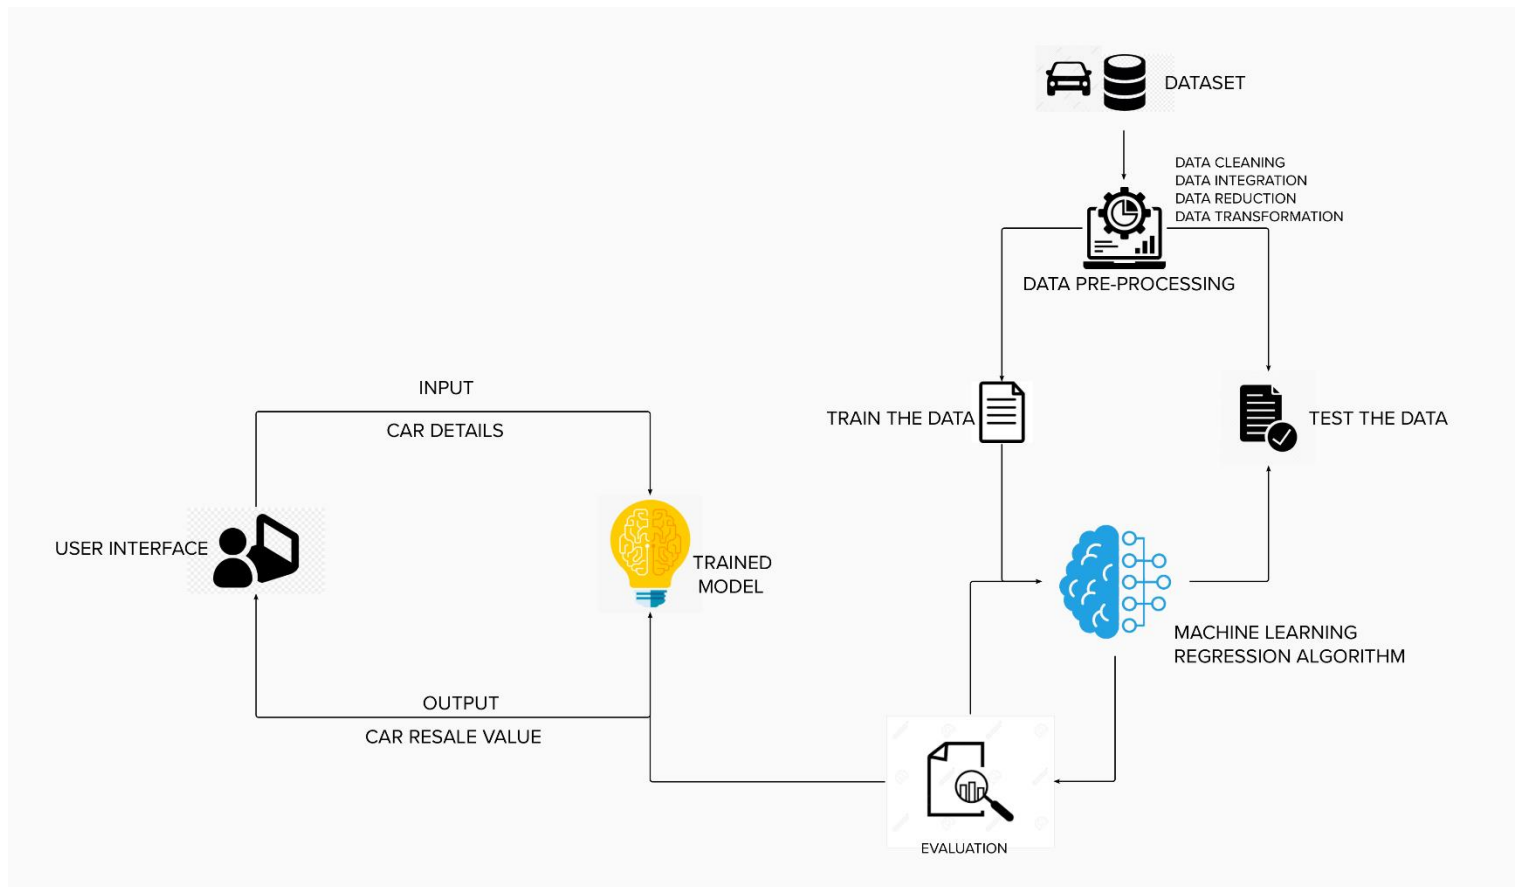 DATASET
DATA CLEANING
DATA INTEGRATION
DATA REDUCTION
DATA TRANSFORMATION
DATA PRE-PROCESSING
INPUT
CAR DETAILS
TRAIN THE DATA
TEST THE DATA
USER INTERFACE
TRAINED
MODEL
MACHINE LEARNING
REGRESSION ALGORITHM
OUTPUT
CAR RESALE VALUE
EVALUATION